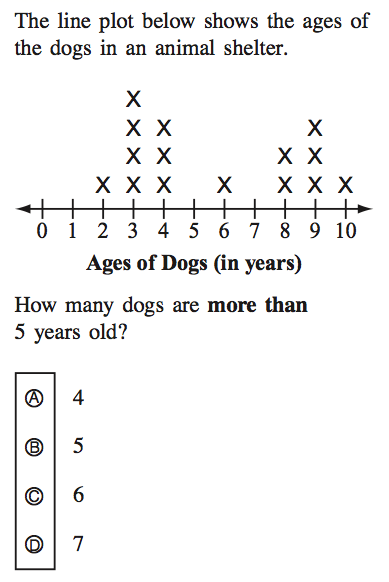 The line plot below shows the ages of
the dogs in an animal shelter.
X
X X X
X X X X
X X X X X X X
0 1 2 3 4 5 6 7 8 9 10
Ages of Dogs (in years)
How many dogs are more than
5 years old?
A 4
B 5
C 6
D 7